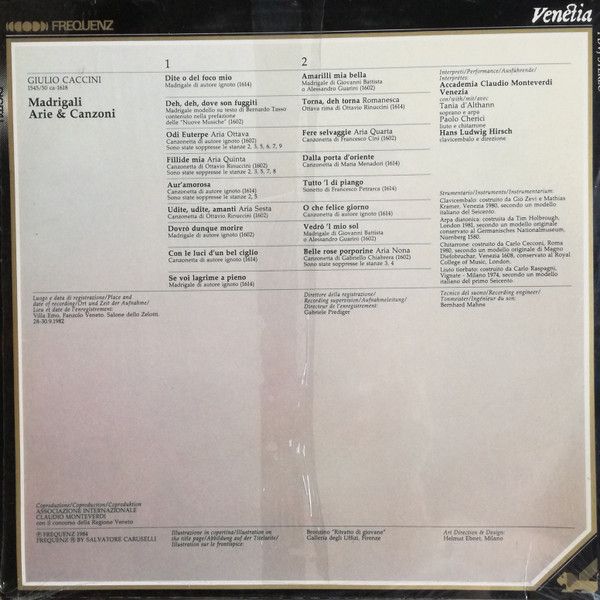 FREQUENZ
Venetia
GIULIO CACCINI
1545/50 ca-1618
Madrigali
Arie & Canzoni
1
Dite o del foco mio
Madrigale di autore ignoto (1614)
Deh, deh, dove son fuggiti
Madrigale modello su testo di Bernardo Tasso
contenuto nella prefazione
delle "Nuove Musiche" (1602)
Odi Euterpe Aria Ottava
Canzonetta di autore ignoto (1602)
Sono state soppresse le stanze 2, 3, 5, 6, 7, 9
Fillide mia Aria Quinta
Canzonetta di Ottavio Rinuccini (1602)
Sono state soppresse le stanze 2, 3, 5, 7, 8
Aur'amorosa
Canzonetta di autore ignoto (1614)
Sono state soppresse le stanze 2, 5
Udite, udite, amanti Aria Sesta
Canzonetta di Ottavio Rinuccini (1602)
Dovrò dunque morire
Madrigale di autore ignoto (1602)
Con le luci d'un bel ciglio
Canzonetta di autore ignoto (1614)
Se voi lagrime a pieno
Madrigale di autore ignoto (1614)
2
Amarilli mia bella
Madrigale di Giovanni Battista
o Alessandro Guarini (1602)
Torna, deh torna Romanesca
Ottava rima di Ottavio Rinuccini (1614)
Fere selvaggie Aria Quarta
Canzonetta di Francesco Cini (1602)
Dalla porta d'oriente
Canzonetta di Maria Menadori (1614)
Tutto 'l dì piango
Sonetto di Francesco Petrarca (1614)
O che felice giorno
Canzonetta di autore ignoto (1614)
Vedrò 'l mio sol
Madrigale di Giovanni Battista
o Alessandro Guarini (1602)
Belle rose porporine Aria Nona
Canzonetta di Gabriello Chiabrera (1602)
Sono state soppresse le stanze 3, 4
Interpreti/Performance/Ausführende/
Interpretes:
Accademia Claudio Monteverdi
Venezia
con/with/mit/avec
Tania d'Althann
soprano e arpa
Paolo Cherici
liuto e chitarrone
Hans Ludwig Hirsch
clavicembalo e direzione
Strumentario/Instruments/Instrumentarium:
Clavicembalo: costruito da Gio Zevi e Mathias
Kramer, Venezia 1980, secondo un modello
italiano del Seicento.
Arpa diatonica: costruita da Tim Holbrough,
London 1981, secondo un modello originale
conservato al Germanisches Nationalmuseum,
Nürnberg 1580.
Chitarrone: costruito da Carlo Cecconi, Roma
1980, secondo un modello originale di Magno
Dieffobruchar, Venezia 1608, conservato al Royal
College of Music, London.
Liuto tiorbato: costruito da Carlo Raspagni,
Vignate - Milano 1974, secondo un modello
italiano del primo Seicento.
Luogo e data di registrazione/Place and
date of recording/Ort und Zeit der Aufnahme/
Lieu et date de l'enregistrement:
Villa Emo, Fanzolo Veneto. Salone dello Zelotti
28-30.9.1982
Direttore della registrazione/
Recording supervision/Aufnahmeleitung/
Directeur de l'enregistrement:
Gabriele Prediger
Tecnico del suono/Recording engineer/
Tonmeister/Ingénieur du son:
Bernhard Mahne
Coproduzione/Coproduction/Coproduktion
ASSOCIAZIONE INTERNAZIONALE
CLAUDIO MONTEVERDI
con il concorso della Regione Veneto
Ⓟ FREQUENZ 1984
FREQUENZ ® BY SALVATORE CARUSELLI
Illustrazione in copertina/Illustration on
the title page/Abbildung auf der Titelseite/
Illustration sur le frontispice:
Bronzino "Ritratto di giovane"
Galleria degli Uffizi, Firenze
Art Direction & Design:
Helmut Ebnet, Milano